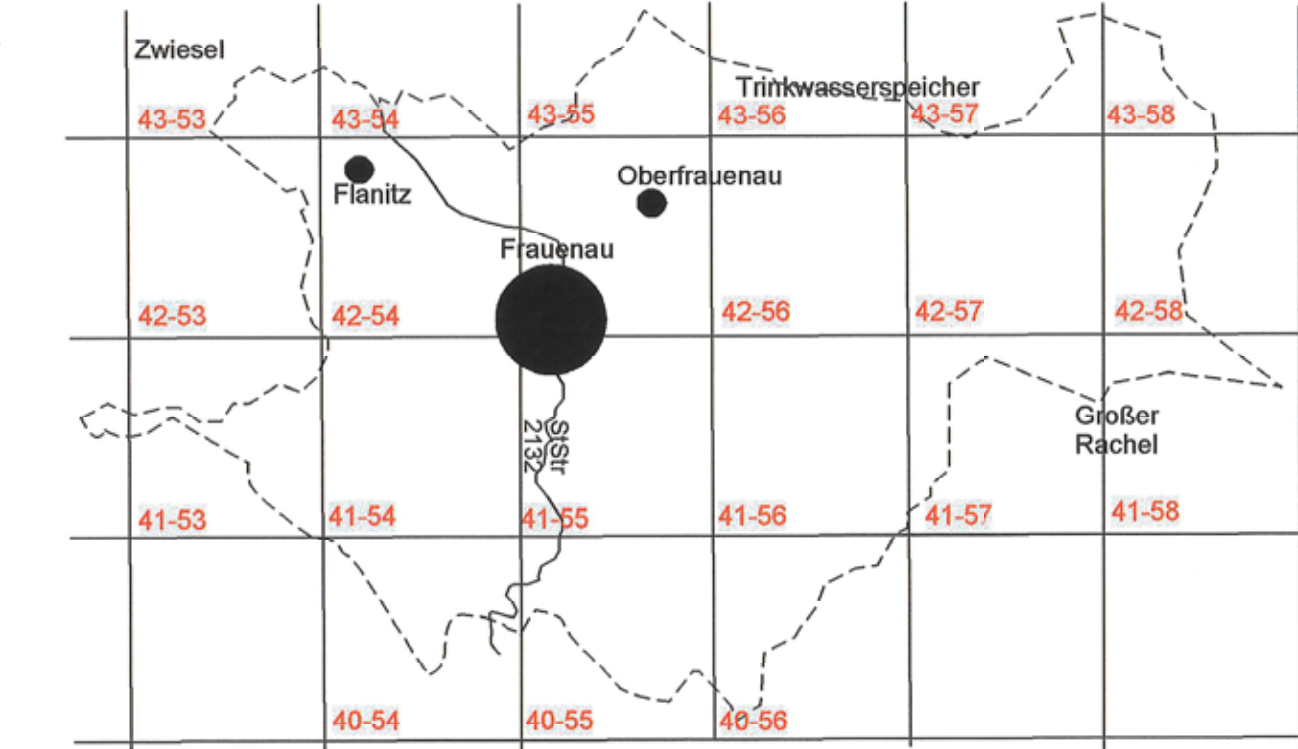 Zwiesel
Trinkwasserspeicher
43-53
43-54
43-55
43-56
43-57
43-58
Oberfrauenau
Flanitz
Frauenau
42-53
42-54
42-56
42-57
42-58
Großer
Rachel
StStr
2132
41-53
41-54
41-55
41-56
41-57
41-58
40-54
40-55
40-56